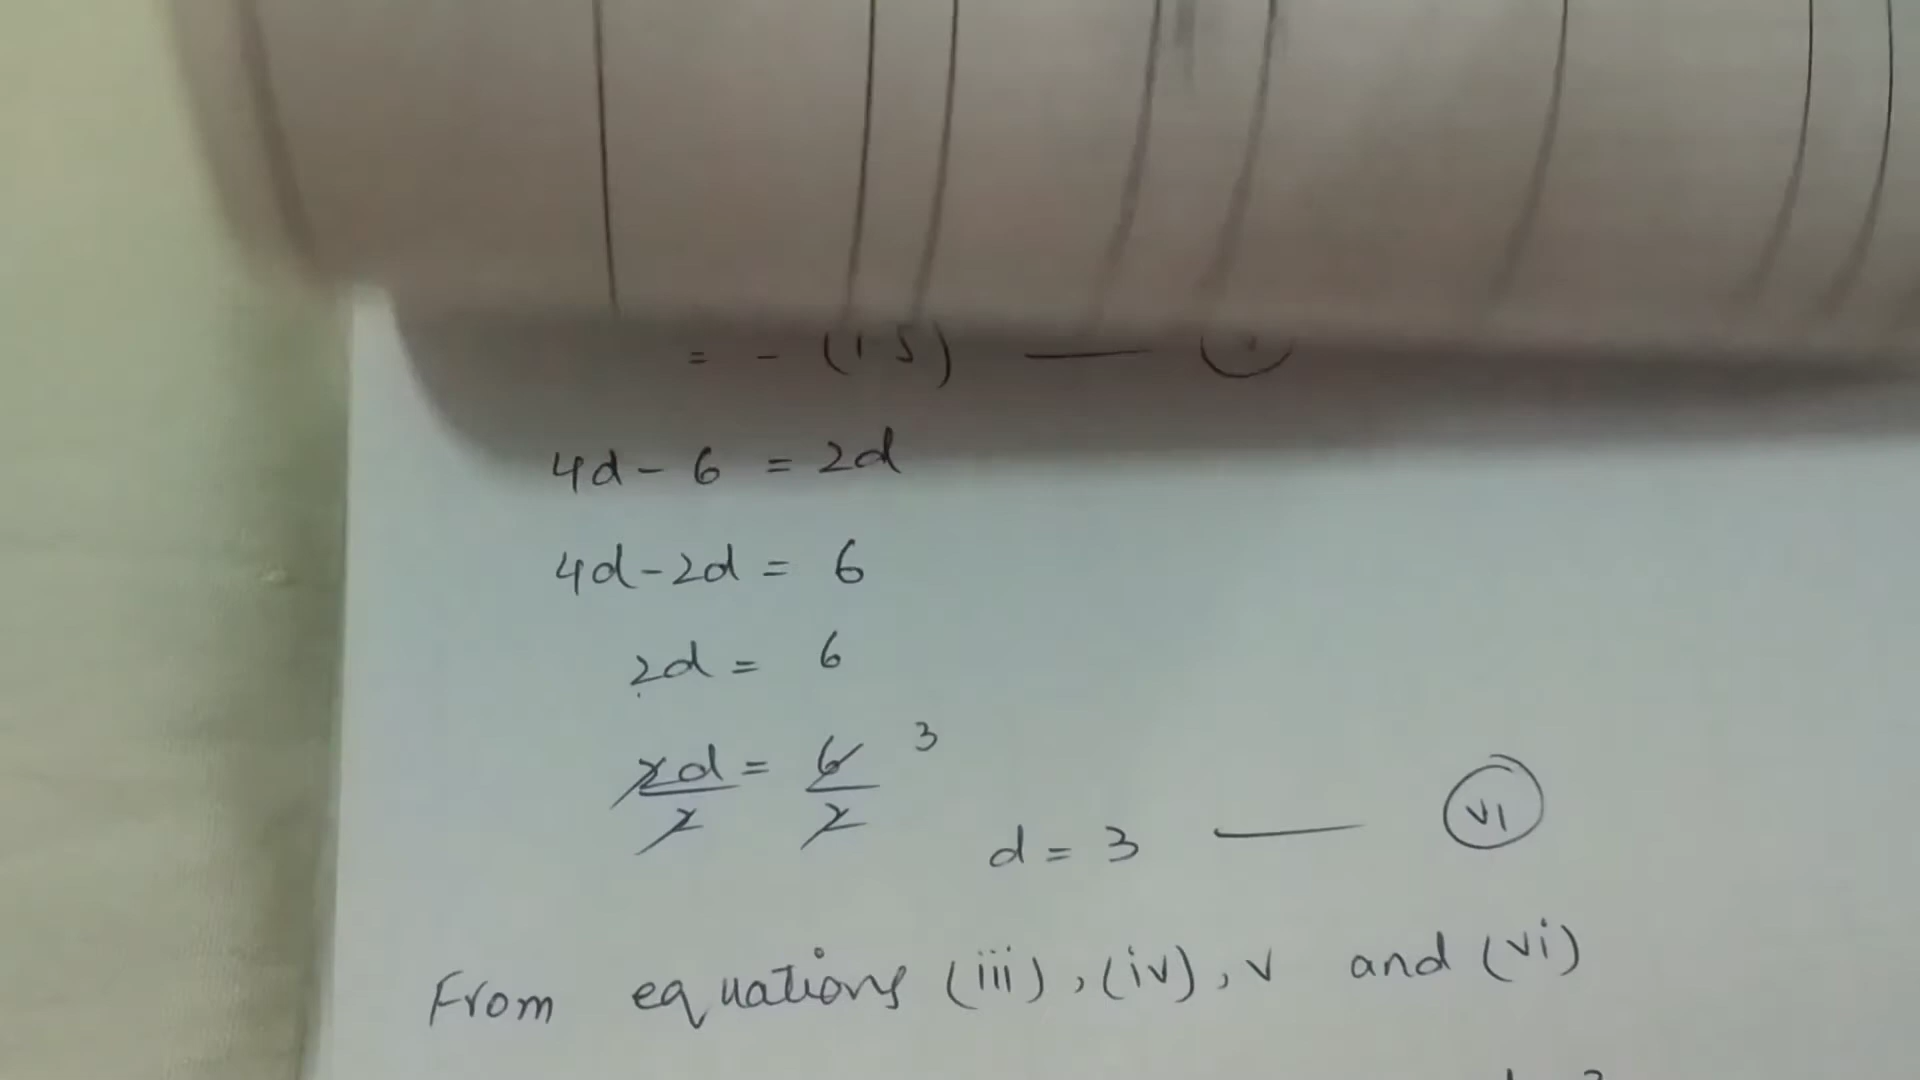 = - (15)
4d - 6 = 2d
4d - 2d = 6
2d = 6
2d/2 = 6/2 3
d = 3 — (vi)
From equations (iii), (iv), v and (vi)